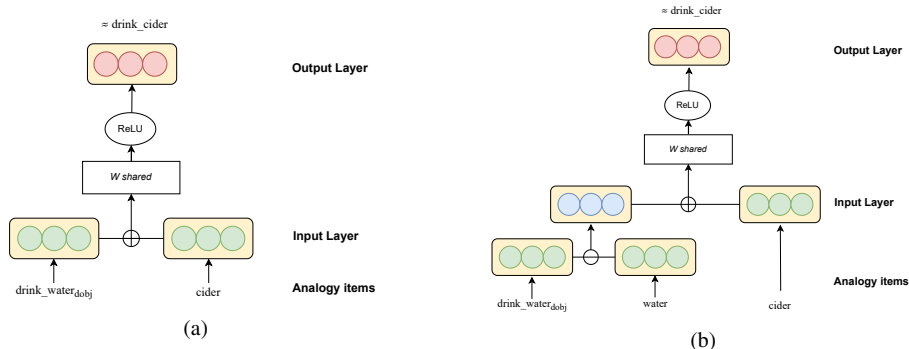 ≈ drink_cider
Output Layer
ReLU
W shared
Input Layer
drink_water_dobj
cider
Analogy items
(a)
≈ drink_cider
Output Layer
ReLU
W shared
Input Layer
drink_water_dobj
water
cider
Analogy items
(b)